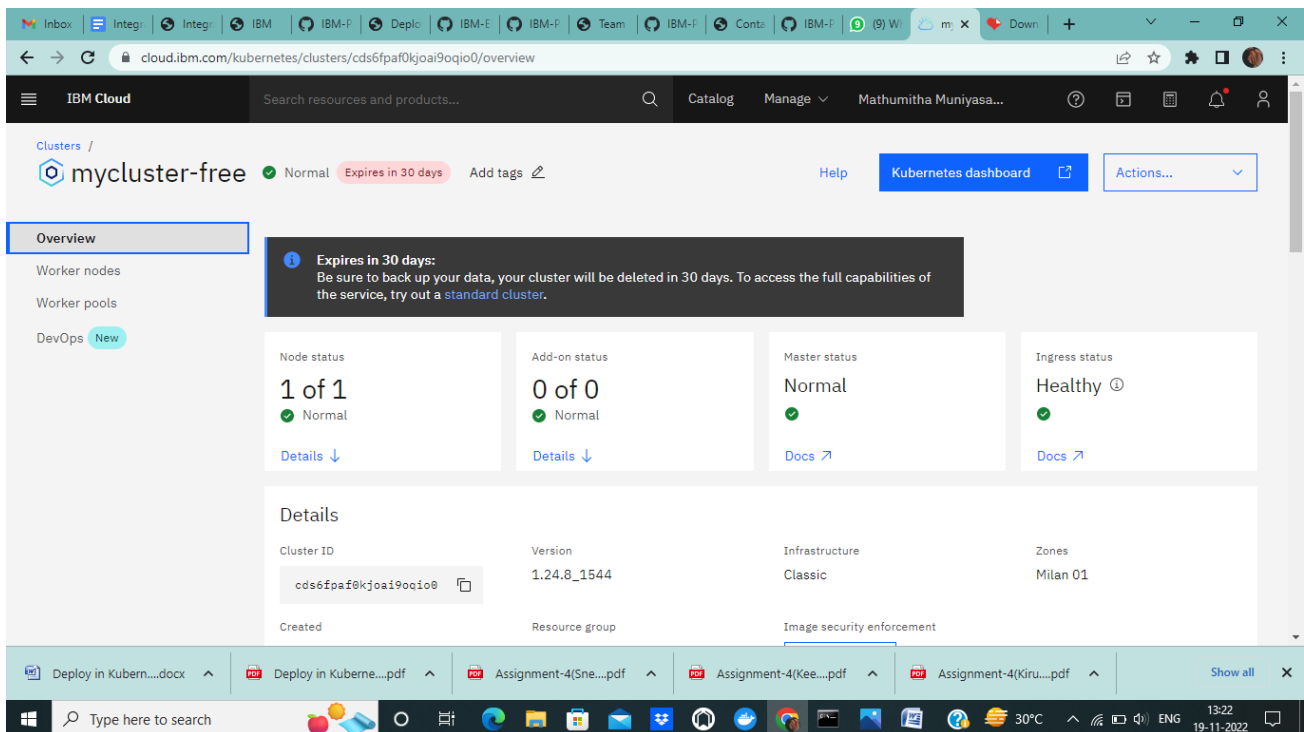 Inbox Integr Integr IBM IBM-P Deplo IBM-E IBM-P Team IBM-F Conta IBM-F (9) W my Down
cloud.ibm.com/kubernetes/clusters/cds6fpaf0kjoai9oqio0/overview
IBM Cloud Search resources and products... Catalog Manage Mathumitha Muniyasa...
Clusters /
mycluster-free Normal Expires in 30 days Add tags Help Kubernetes dashboard Actions...
Overview
Worker nodes
Worker pools
DevOps New
Expires in 30 days:
Be sure to back up your data, your cluster will be deleted in 30 days. To access the full capabilities of
the service, try out a standard cluster.
Node status Add-on status Master status Ingress status
1 of 1 0 of 0 Normal Healthy
Normal Normal
Details Details Docs Docs
Details
Cluster ID Version Infrastructure Zones
cds6fpaf0kjoai9oqio0 1.24.8_1544 Classic Milan 01
Created Resource group Image security enforcement
Deploy in Kubern....docx Deploy in Kuberne....pdf Assignment-4(Sne....pdf Assignment-4(Kee....pdf Assignment-4(Kiru....pdf Show all
Type here to search 30°C ENG 13:22
19-11-2022